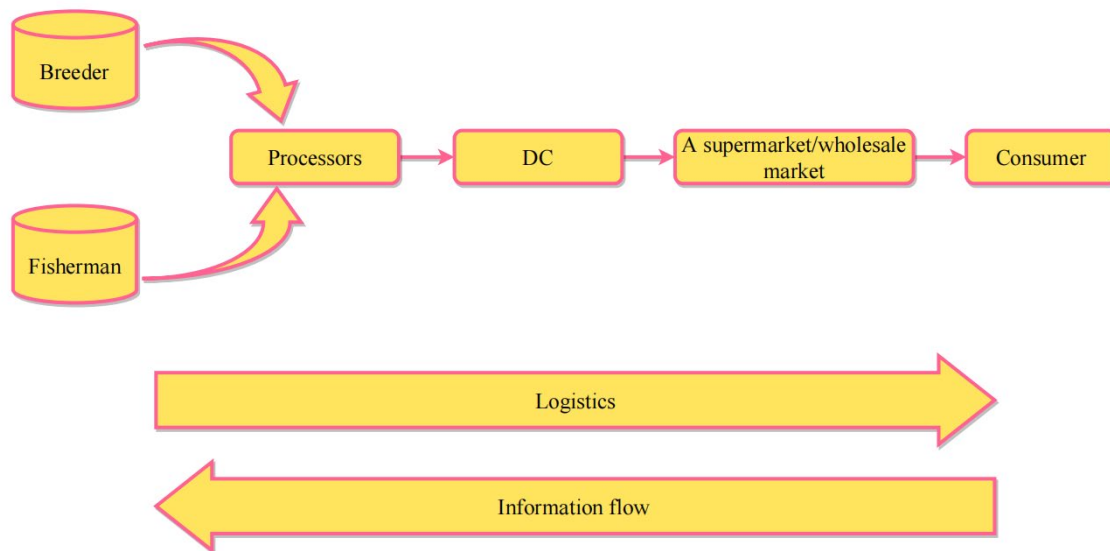 Breeder
Fisherman
Processors
DC
A supermarket/wholesale
market
Consumer
Logistics
Information flow